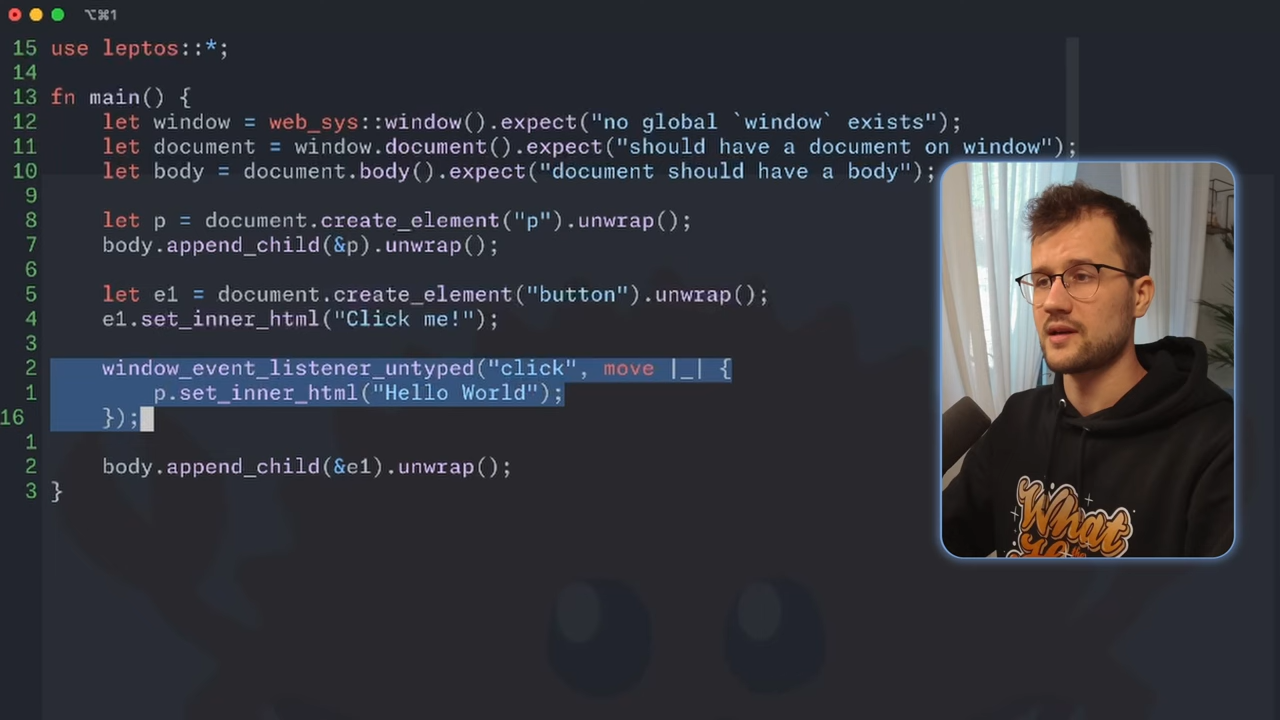 ⌥⌘1
15 use leptos::*;
14
13 fn main() {
12 let window = web_sys::window().expect("no global `window` exists");
11 let document = window.document().expect("should have a document on window");
10 let body = document.body().expect("document should have a body");
9
8 let p = document.create_element("p").unwrap();
7 body.append_child(&p).unwrap();
6
5 let e1 = document.create_element("button").unwrap();
4 e1.set_inner_html("Click me!");
3
2 window_event_listener_untyped("click", move |_| {
1 p.set_inner_html("Hello World");
16 });
1
2 body.append_child(&e1).unwrap();
3 }
What